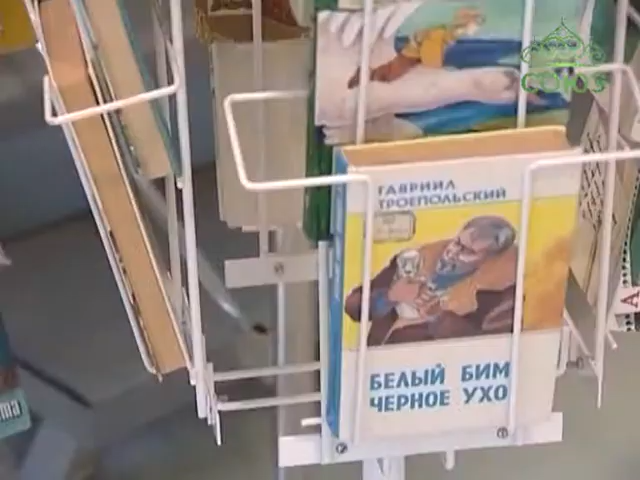 СОЮЗ
ГАВРИИЛ
ТРОЕПОЛЬСКИЙ
БЕЛЫЙ БИМ
ЧЕРНОЕ УХО